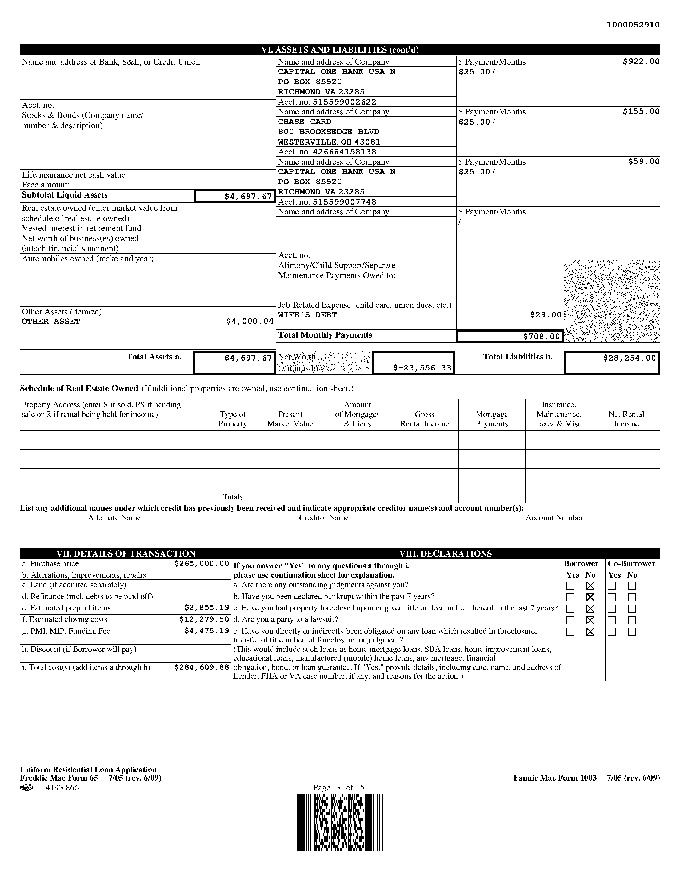 1000052910
VI. ASSETS AND LIABILITIES (cont'd)
Name and address of Bank, S&L, or Credit Union
Acct. no.
Stocks & Bonds (Company name/
number & description)
Life insurance net cash value
Face amount:
Subtotal Liquid Assets $4,697.67
Real estate owned (enter market value from
schedule of real estate owned)
Vested interest in retirement fund
Net worth of business(es) owned
(attach financial statement)
Automobiles owned (make and year)
Other Assets (itemize)
OTHER ASSET $4,000.04
Name and address of Company $ Payment/Months $922.00
CAPITAL ONE BANK USA N $25.00/
PO BOX 85520
RICHMOND VA 23285
Acct. no. 515599002622
Name and address of Company $ Payment/Months $155.00
CHASE CARD $25.00/
800 BROOKSEDGE BLVD
WESTERVILLE, OH 43081
Acct. no. 426684158138
Name and address of Company $ Payment/Months $59.00
CAPITAL ONE BANK USA N $25.00/
PO BOX 85520
RICHMOND VA 23285
Acct. no. 515599007748
Name and address of Company $ Payment/Months
/
Acct. no.
Alimony/Child Support/Separate
Maintenance Payments Owed to:
Job-Related Expense (child care, union dues, etc.)
WIFE'S DEBT $29.00
Total Monthly Payments $708.00
Total Assets a. $4,697.67 Net Worth $-23,556.33 Total Liabilities b. $28,254.00
Schedule of Real Estate Owned (if additional properties are owned, use continuation sheet.)
Property Address (enter S if sold, PS if pending
sale or R if rental being held for income)
Type of
Property
Present
Market Value
Amount
of Mortgage
& Liens
Gross
Rental Income
Mortgage
Payments
Insurance,
Maintenance,
Taxes & Misc.
Net Rental
Income
Totals
List any additional names under which credit has previously been received and indicate appropriate creditor name(s) and account number(s):
Alternate Name Creditor Name Account Number
VII. DETAILS OF TRANSACTION
a. Purchase price $265,000.00
b. Alterations, improvements, repairs
c. Land (if acquired separately)
d. Refinance (incl. debts to be paid off)
e. Estimated prepaid items $2,855.19
f. Estimated closing costs $12,279.50
g. PMI, MIP, Funding Fee $4,475.19
h. Discount (if Borrower will pay)
i. Total costs (add items a through h) $284,609.88
VIII. DECLARATIONS
If you answer "Yes" to any questions a through i,
please use continuation sheet for explanation.
Borrower Co-Borrower
Yes No Yes No
a. Are there any outstanding judgments against you?
b. Have you been declared bankrupt within the past 7 years?
c. Have you had property foreclosed upon or given title or deed in lieu thereof in the last 7 years?
d. Are you a party to a lawsuit?
e. Have you directly or indirectly been obligated on any loan which resulted in foreclosure,
transfer of title in lieu of foreclosure, or judgment?
(This would include such loans as home mortgage loans, SBA loans, home improvement loans,
educational loans, manufactured (mobile) home loans, any mortgage, financial
obligation, bond, or loan guarantee. If "Yes," provide details, including date, name, and address of
Lender, FHA or VA case number, if any, and reasons for the action.)
Uniform Residential Loan Application
Freddie Mac Form 65 7/05 (rev. 6/09)
Fannie Mae Form 1003 7/05 (rev. 6/09)